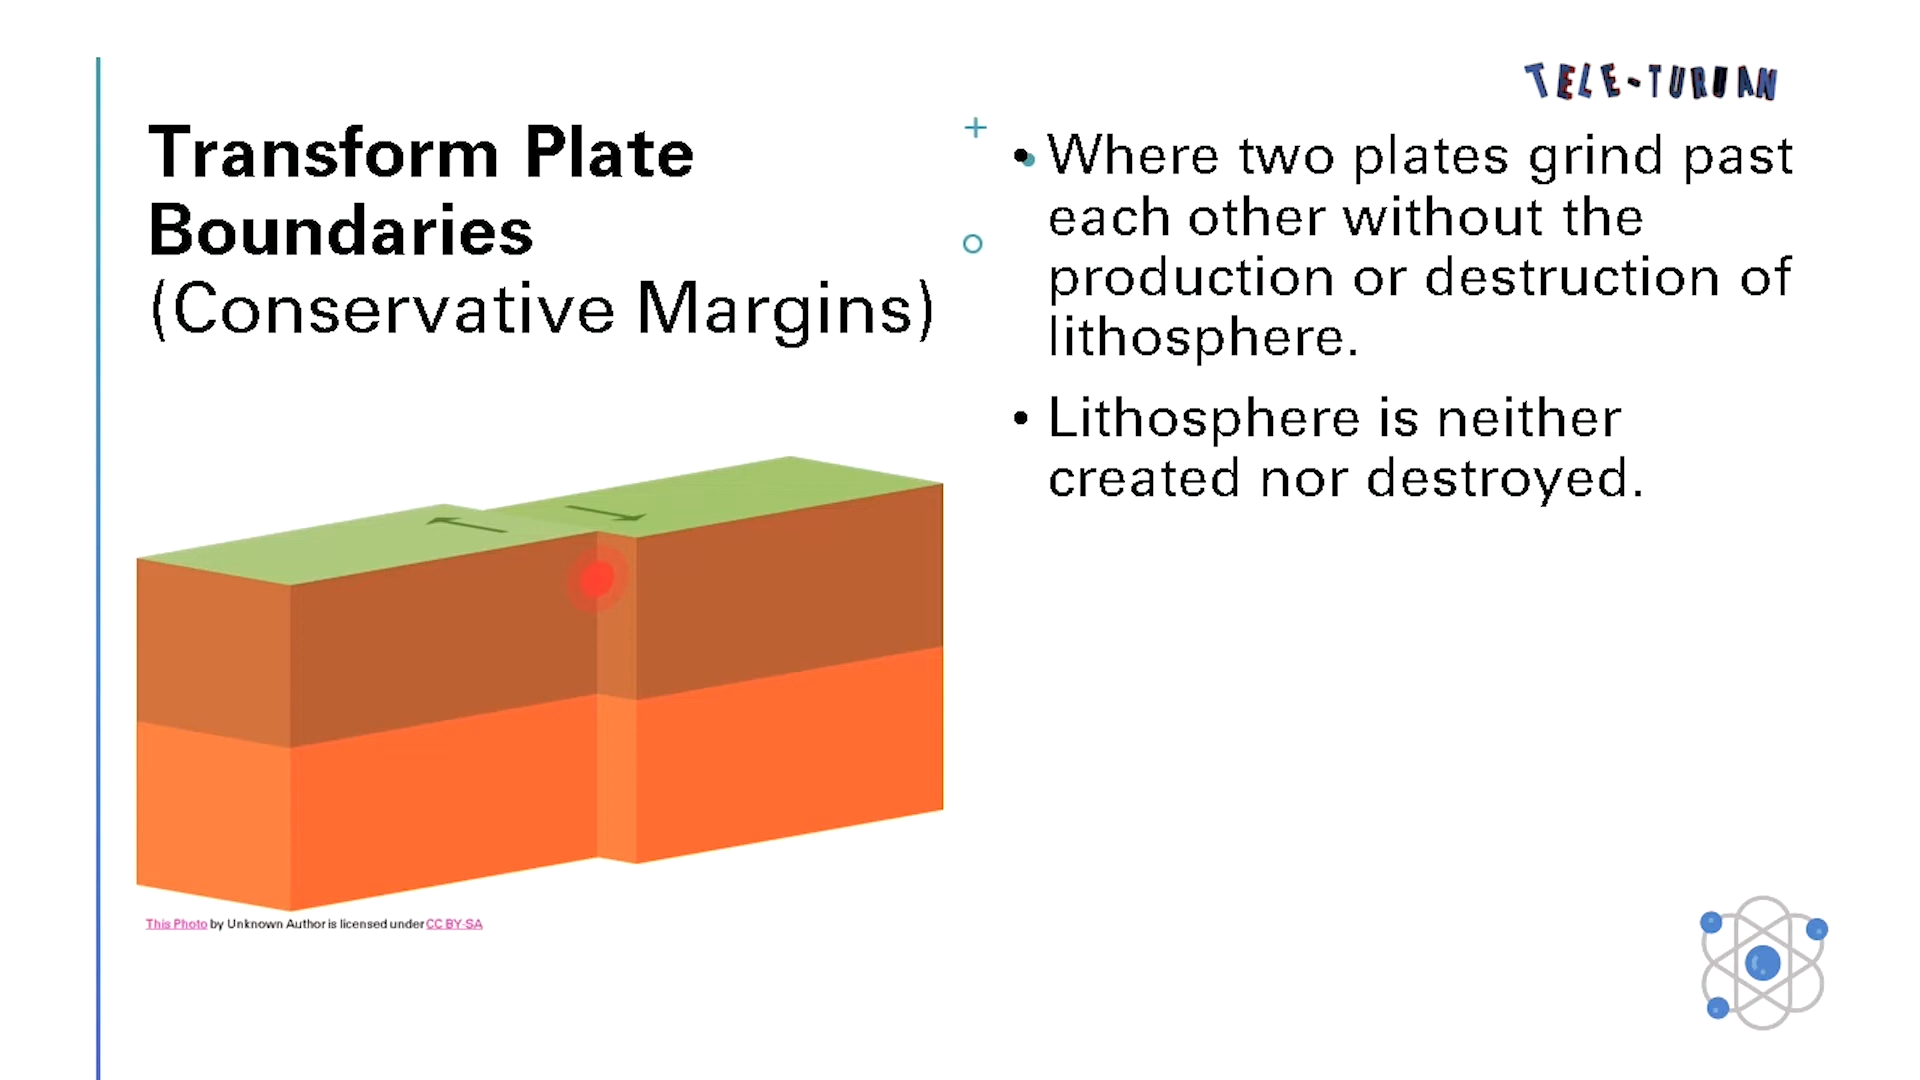 TELE-TURUAN
Transform Plate
Boundaries
(Conservative Margins)
• Where two plates grind past
each other without the
production or destruction of
lithosphere.
• Lithosphere is neither
created nor destroyed.
This Photo by Unknown Author is licensed under CC BY-SA